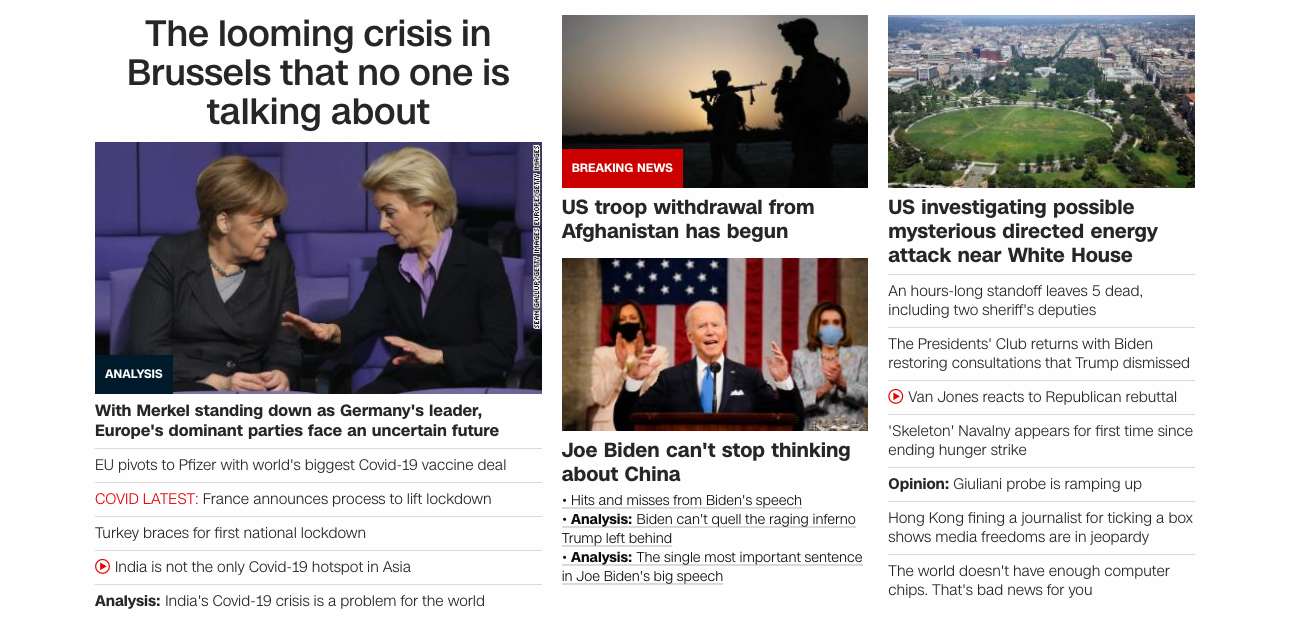 The looming crisis in
Brussels that no one is
talking about
SEAN GALLUP/GETTY IMAGES EUROPE/GETTY IMAGES
ANALYSIS
With Merkel standing down as Germany's leader,
Europe's dominant parties face an uncertain future
EU pivots to Pfizer with world's biggest Covid-19 vaccine deal
COVID LATEST: France announces process to lift lockdown
Turkey braces for first national lockdown
India is not the only Covid-19 hotspot in Asia
Analysis: India's Covid-19 crisis is a problem for the world
BREAKING NEWS
US troop withdrawal from
Afghanistan has begun
Joe Biden can't stop thinking
about China
• Hits and misses from Biden's speech
• Analysis: Biden can't quell the raging inferno
Trump left behind
• Analysis: The single most important sentence
in Joe Biden's big speech
US investigating possible
mysterious directed energy
attack near White House
An hours-long standoff leaves 5 dead,
including two sheriff's deputies
The Presidents' Club returns with Biden
restoring consultations that Trump dismissed
Van Jones reacts to Republican rebuttal
'Skeleton' Navalny appears for first time since
ending hunger strike
Opinion: Giuliani probe is ramping up
Hong Kong fining a journalist for ticking a box
shows media freedoms are in jeopardy
The world doesn't have enough computer
chips. That's bad news for you